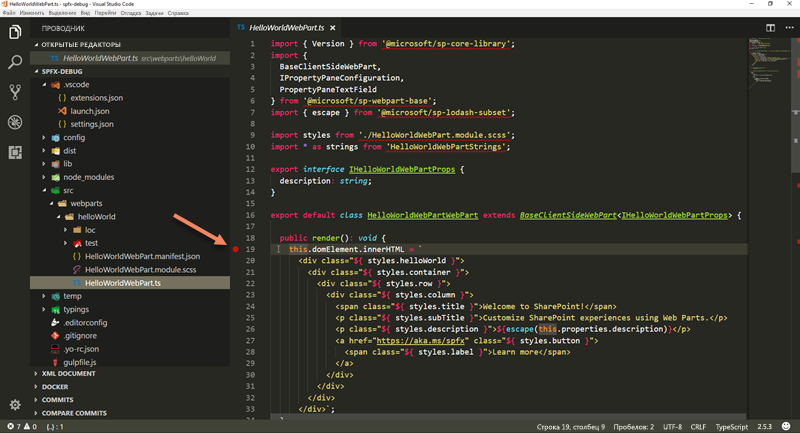 HelloWorldWebPart.ts - spfx-debug - Visual Studio Code
Файл Изменить Выделение Вид Перейти Отладка Задачи Справка
ПРОВОДНИК
ОТКРЫТЫЕ РЕДАКТОРЫ
TS HelloWorldWebPart.ts src\webparts\helloWorld
SPFX-DEBUG
.vscode
extensions.json
launch.json
settings.json
config
dist
lib
node_modules
src
webparts
helloWorld
loc
test
HelloWorldWebPart.manifest.json
HelloWorldWebPart.module.scss
TS HelloWorldWebPart.ts
temp
typings
.editorconfig
.gitignore
.yo-rc.json
gulpfile.js
XML DOCUMENT
DOCKER
COMMITS
COMPARE COMMITS
TS HelloWorldWebPart.ts
1 import { Version } from '@microsoft/sp-core-library';
2 import {
3 BaseClientSideWebPart,
4 IPropertyPaneConfiguration,
5 PropertyPaneTextField
6 } from '@microsoft/sp-webpart-base';
7 import { escape } from '@microsoft/sp-lodash-subset';
8
9 import styles from './HelloWorldWebPart.module.scss';
10 import * as strings from 'HelloWorldWebPartStrings';
11
12 export interface IHelloWorldWebPartProps {
13 description: string;
14 }
15
16 export default class HelloWorldWebPartWebPart extends BaseClientSideWebPart<IHelloWorldWebPartProps> {
17
18 public render(): void {
19 this.domElement.innerHTML = `
20 <div class="${ styles.helloWorld }">
21 <div class="${ styles.container }">
22 <div class="${ styles.row }">
23 <div class="${ styles.column }">
24 <span class="${ styles.title }">Welcome to SharePoint!</span>
25 <p class="${ styles.subTitle }">Customize SharePoint experiences using Web Parts.</p>
26 <p class="${ styles.description }">${escape(this.properties.description)}</p>
27 <a href="https://aka.ms/spfx" class="${ styles.button }">
28 <span class="${ styles.label }">Learn more</span>
29 </a>
30 </div>
31 </div>
32 </div>
33 </div>`;
7 0 {..} : 1 Строка 19, столбец 9 Пробелов: 2 UTF-8 CRLF TypeScript 2.5.3